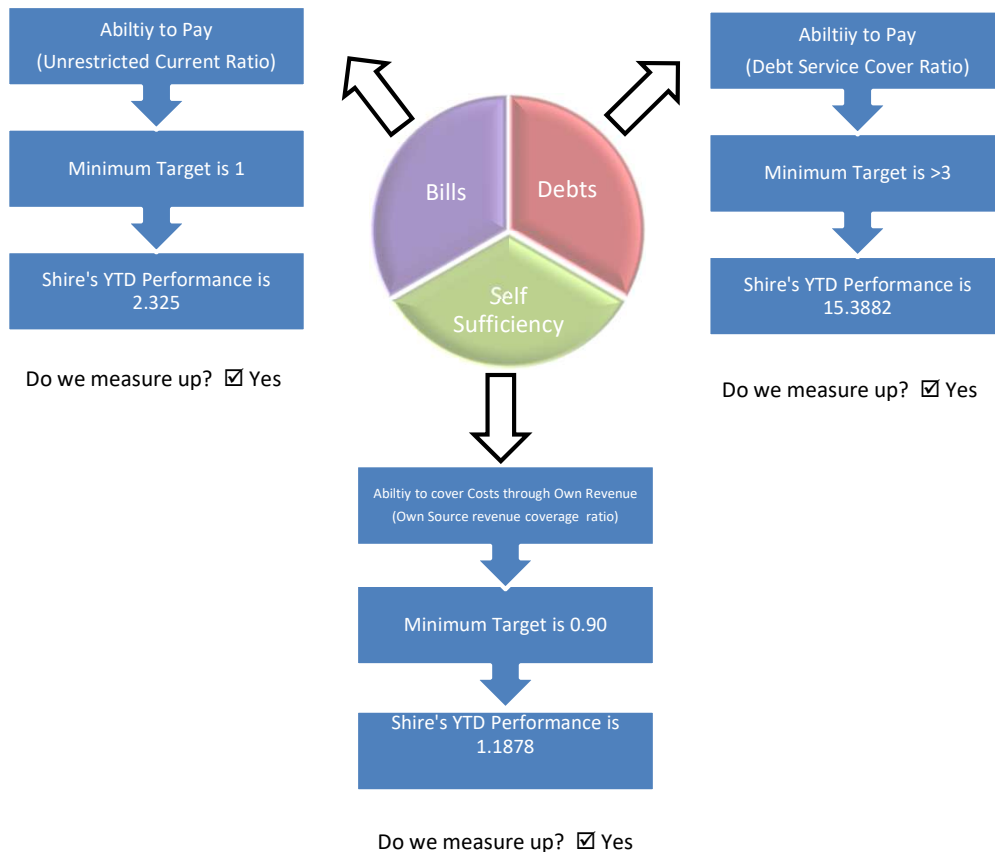 Abiltiy to Pay
(Unrestricted Current Ratio)
Minimum Target is 1
Shire's YTD Performance is
2.325
Do we measure up? ☑ Yes
Bills
Debts
Self
Sufficiency
Abiltiiy to Pay
(Debt Service Cover Ratio)
Minimum Target is >3
Shire's YTD Performance is
15.3882
Do we measure up? ☑ Yes
Abiltiy to cover Costs through Own Revenue
(Own Source revenue coverage ratio)
Minimum Target is 0.90
Shire's YTD Performance is
1.1878
Do we measure up? ☑ Yes